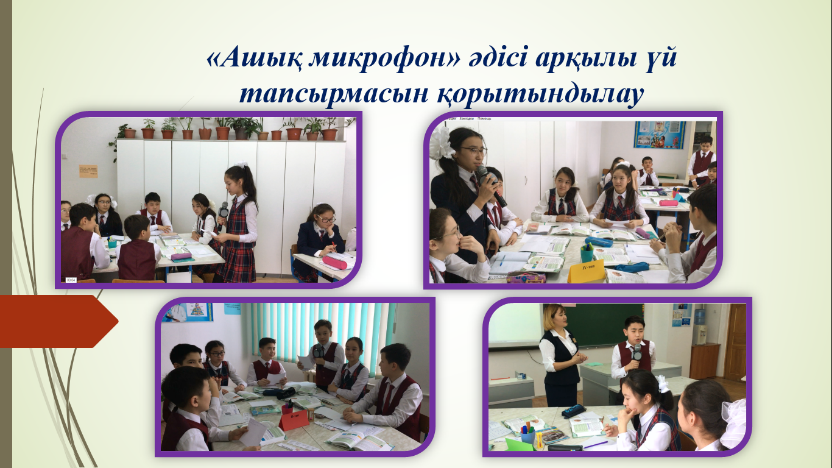 «Ашық микрофон» әдісі арқылы үй
тапсырмасын қорытындылау